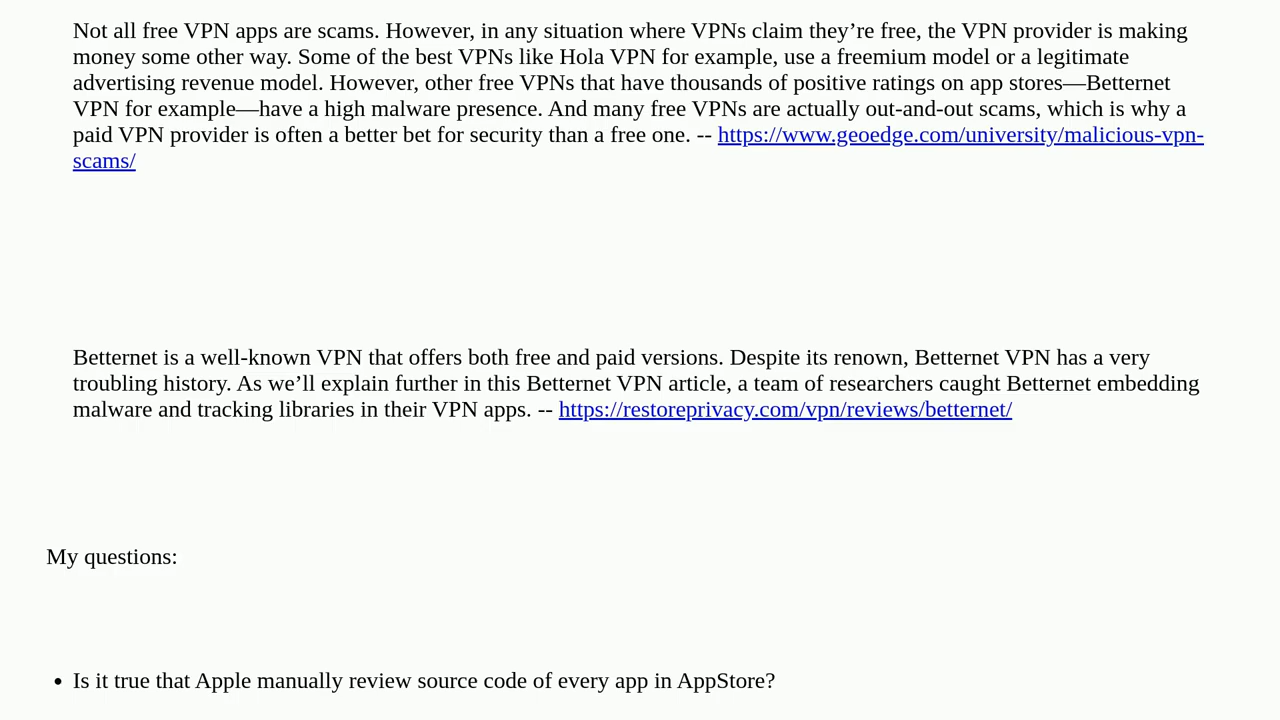 Not all free VPN apps are scams. However, in any situation where VPNs claim they’re free, the VPN provider is making
money some other way. Some of the best VPNs like Hola VPN for example, use a freemium model or a legitimate
advertising revenue model. However, other free VPNs that have thousands of positive ratings on app stores—Betternet
VPN for example—have a high malware presence. And many free VPNs are actually out-and-out scams, which is why a
paid VPN provider is often a better bet for security than a free one. -- https://www.geoedge.com/university/malicious-vpn-
scams/
Betternet is a well-known VPN that offers both free and paid versions. Despite its renown, Betternet VPN has a very
troubling history. As we’ll explain further in this Betternet VPN article, a team of researchers caught Betternet embedding
malware and tracking libraries in their VPN apps. -- https://restoreprivacy.com/vpn/reviews/betternet/
My questions:
• Is it true that Apple manually review source code of every app in AppStore?